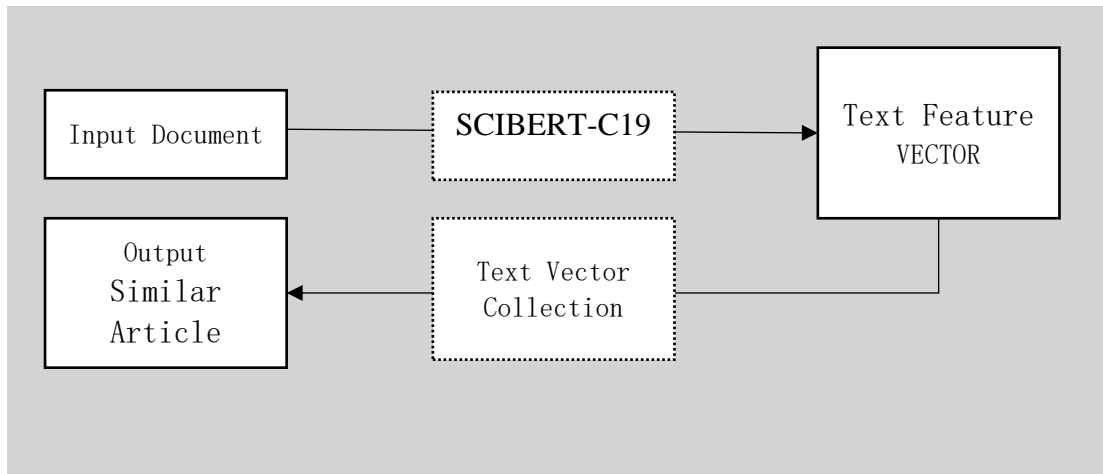 Input Document
SCIBERT-C19
Text Feature
VECTOR
Output
Similar
Article
Text Vector
Collection